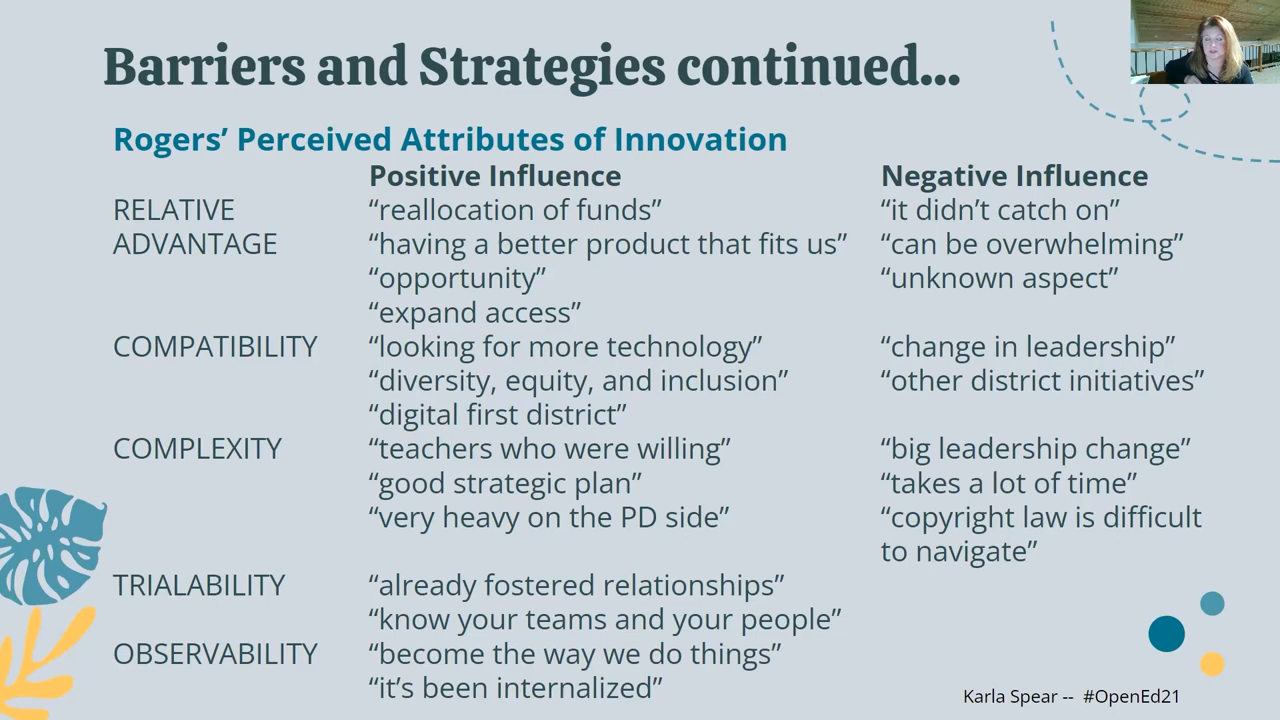 Barriers and Strategies continued...
Rogers’ Perceived Attributes of Innovation
Positive Influence Negative Influence
RELATIVE “reallocation of funds” “it didn’t catch on”
ADVANTAGE “having a better product that fits us” “can be overwhelming”
“opportunity” “unknown aspect”
“expand access”
COMPATIBILITY “looking for more technology” “change in leadership”
“diversity, equity, and inclusion” “other district initiatives”
“digital first district”
COMPLEXITY “teachers who were willing” “big leadership change”
“good strategic plan” “takes a lot of time”
“very heavy on the PD side” “copyright law is difficult
to navigate”
TRIALABILITY “already fostered relationships”
“know your teams and your people”
OBSERVABILITY “become the way we do things”
“it’s been internalized”
Karla Spear -- #OpenEd21